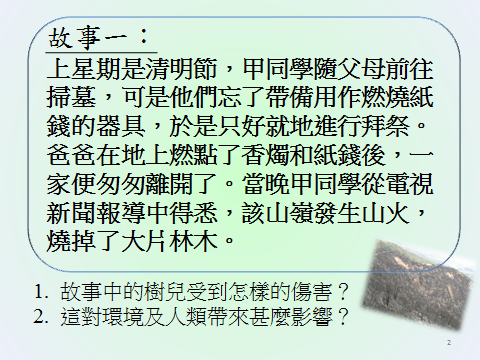 故事一：
上星期是清明節，甲同學隨父母前往
掃墓，可是他們忘了帶備用作燃燒紙
錢的器具，於是只好就地進行拜祭。
爸爸在地上燃點了香燭和紙錢後，一
家便匆匆離開了。當晚甲同學從電視
新聞報導中得悉，該山嶺發生山火，
燒掉了大片林木。
1. 故事中的樹兒受到怎樣的傷害？
2. 這對環境及人類帶來甚麼影響？
2